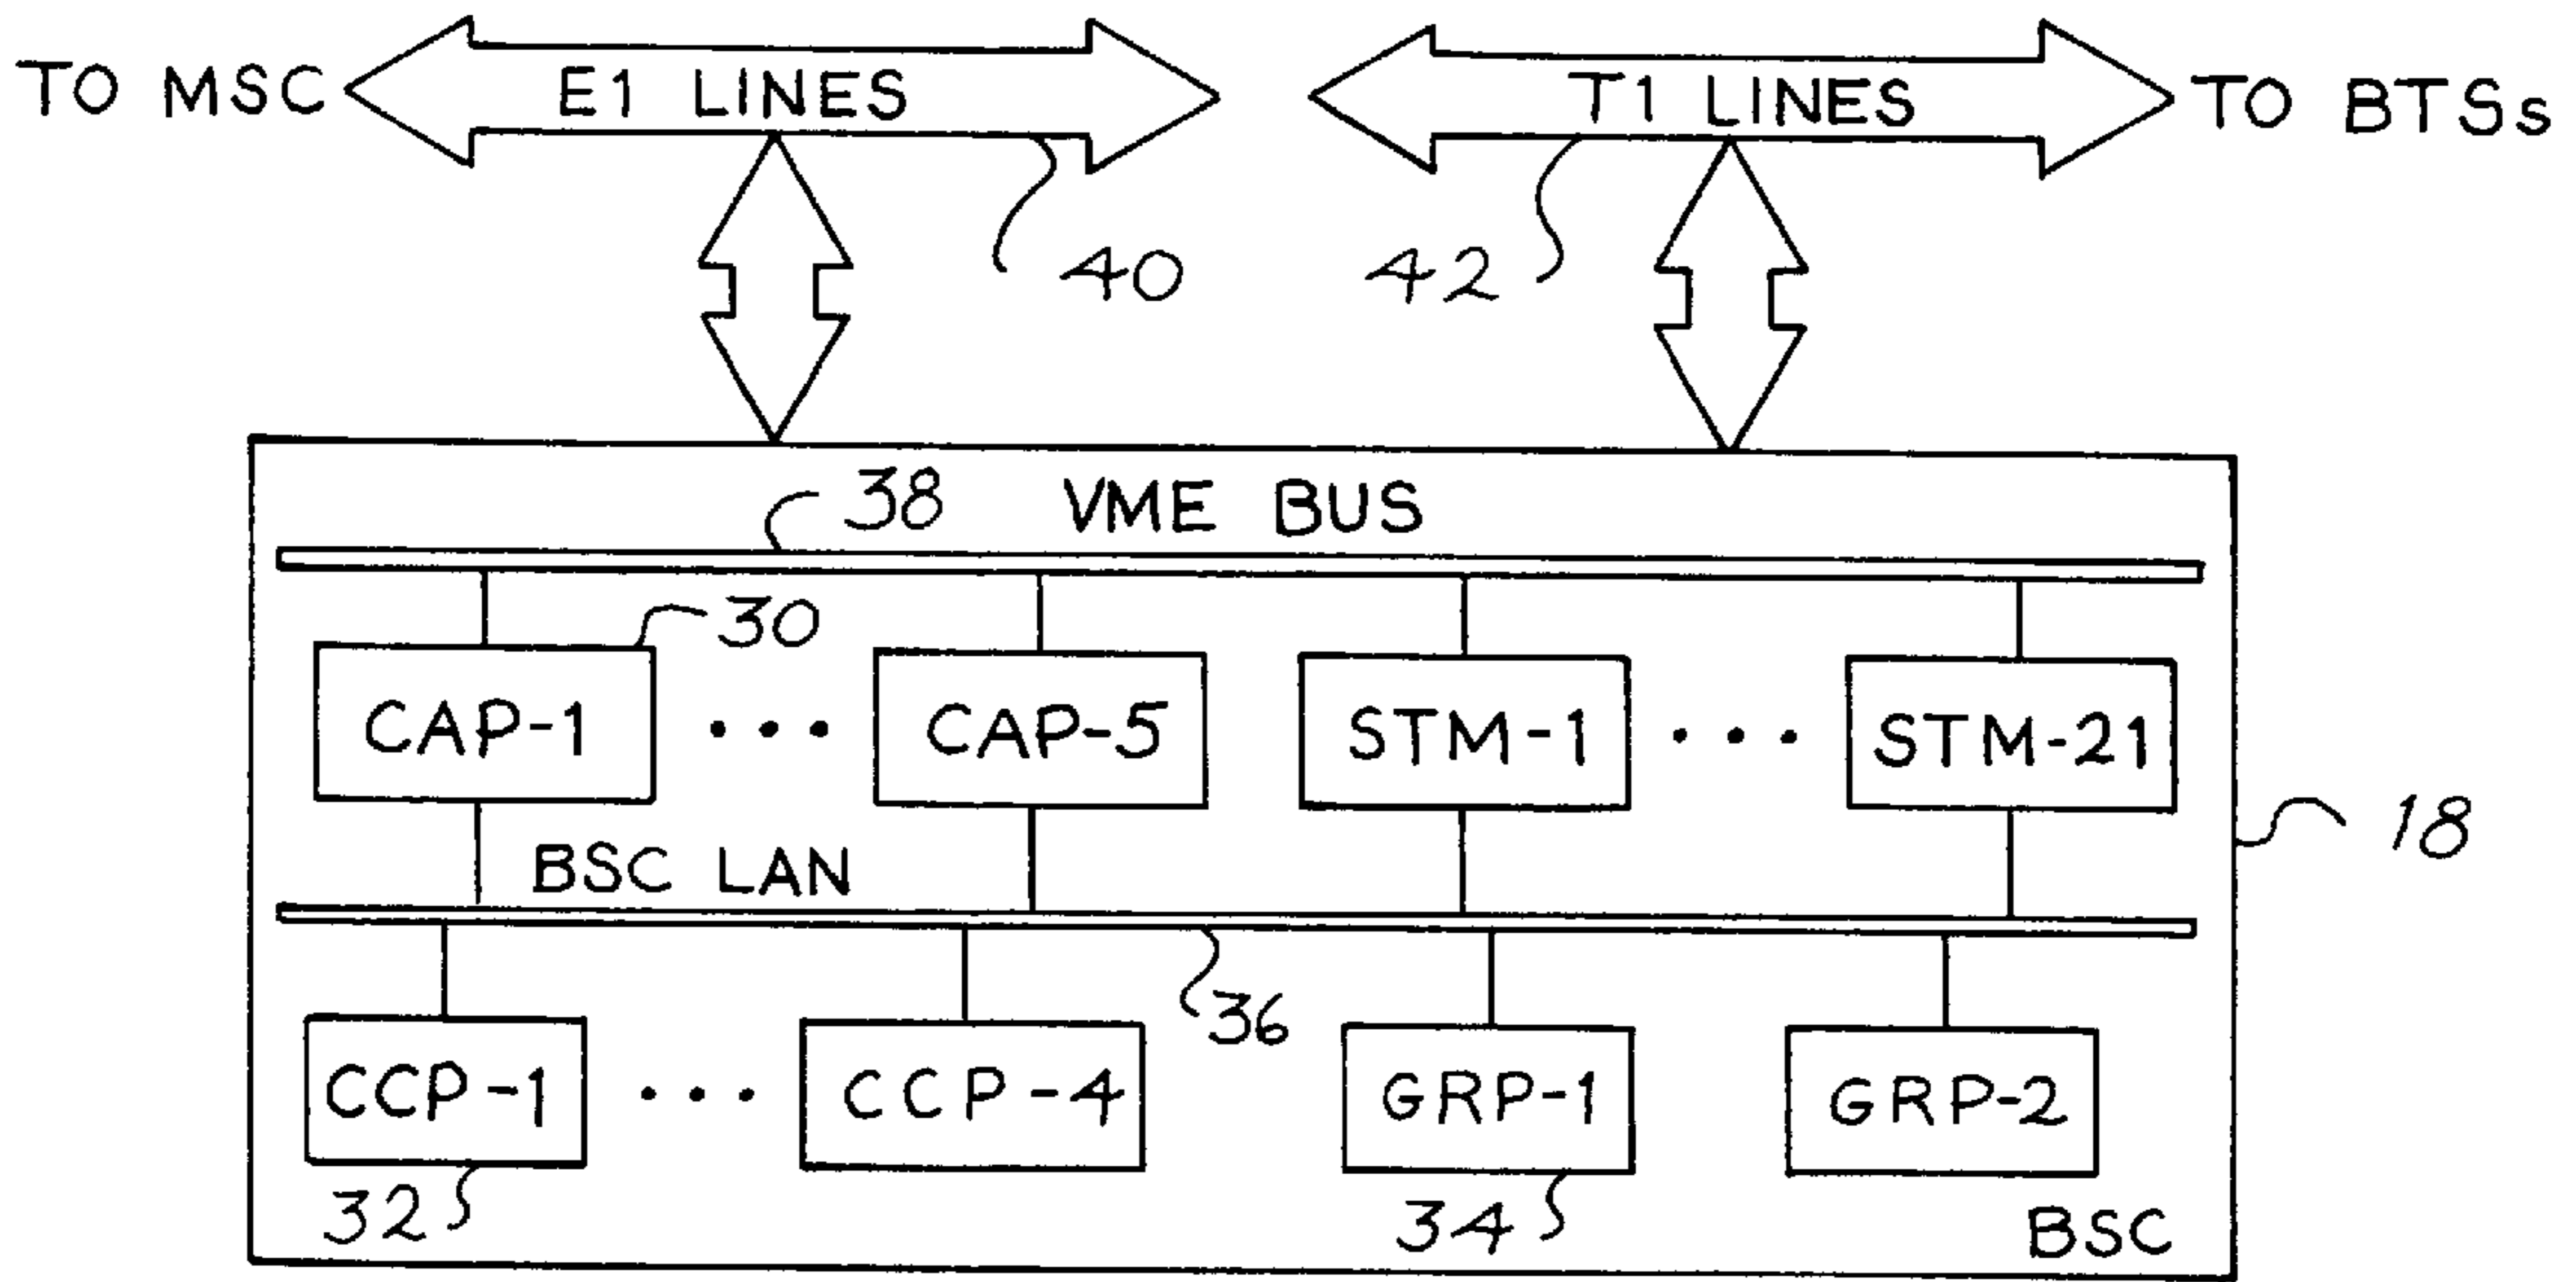 TO MSC E1 LINES T1 LINES TO BTSs
40 42
38 VME BUS
30
CAP-1 ... CAP-5 STM-1 ... STM-21
18
BSC LAN
36
CCP-1 ... CCP-4 GRP-1 GRP-2
32 34 BSC